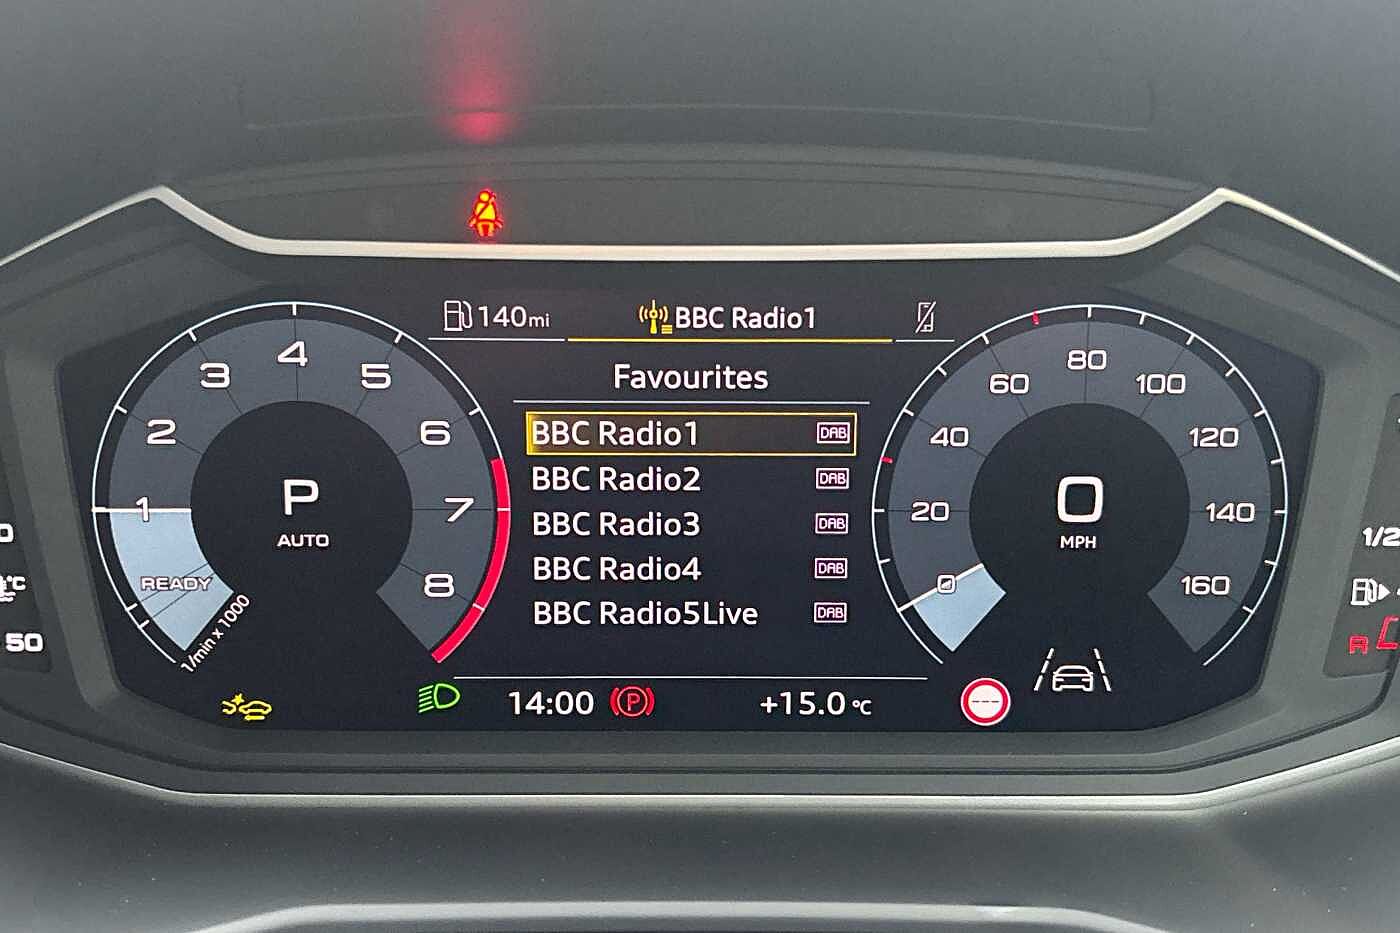 140mi
BBC Radio1
Favourites
BBC Radio1 DAB
BBC Radio2 DAB
BBC Radio3 DAB
BBC Radio4 DAB
BBC Radio5Live DAB
14:00 P +15.0 °C
1 2 3 4 5 6 7 8
P
AUTO
READY
1/min x 1000
0 20 40 60 80 100 120 140 160
0
MPH
°C
50
1/2
R